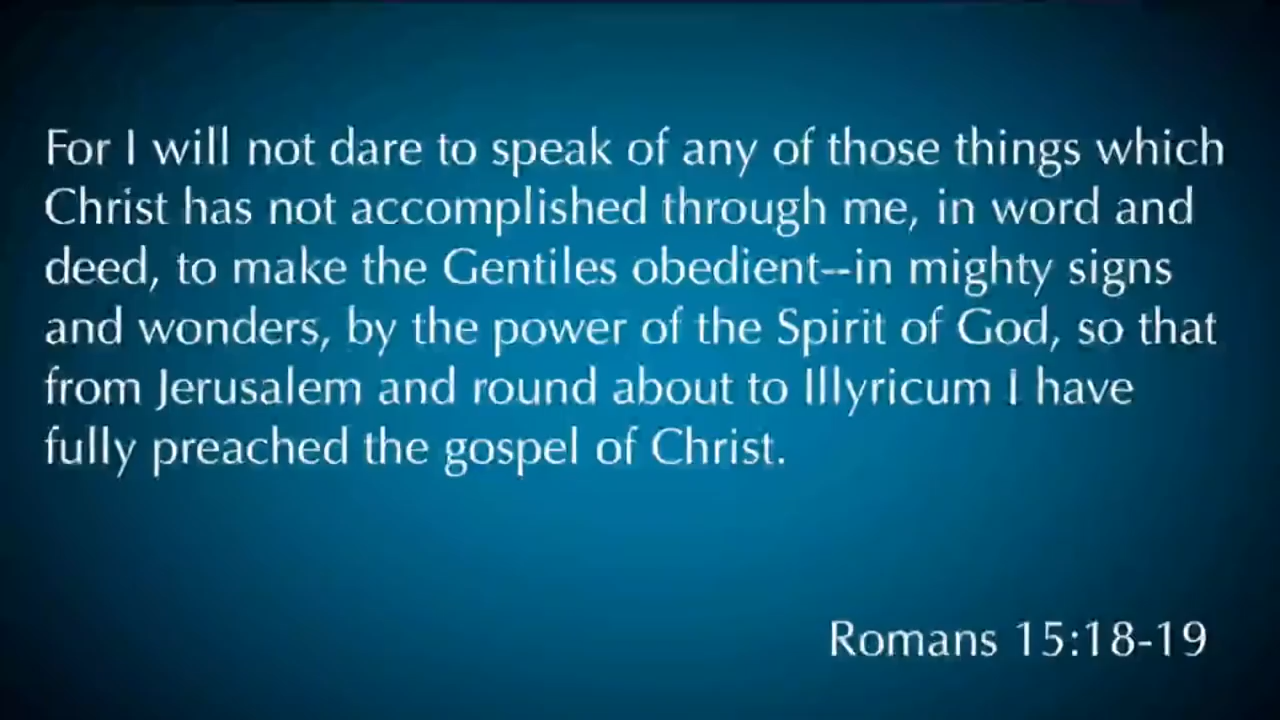 For I will not dare to speak of any of those things which
Christ has not accomplished through me, in word and
deed, to make the Gentiles obedient--in mighty signs
and wonders, by the power of the Spirit of God, so that
from Jerusalem and round about to Illyricum I have
fully preached the gospel of Christ.
Romans 15:18-19